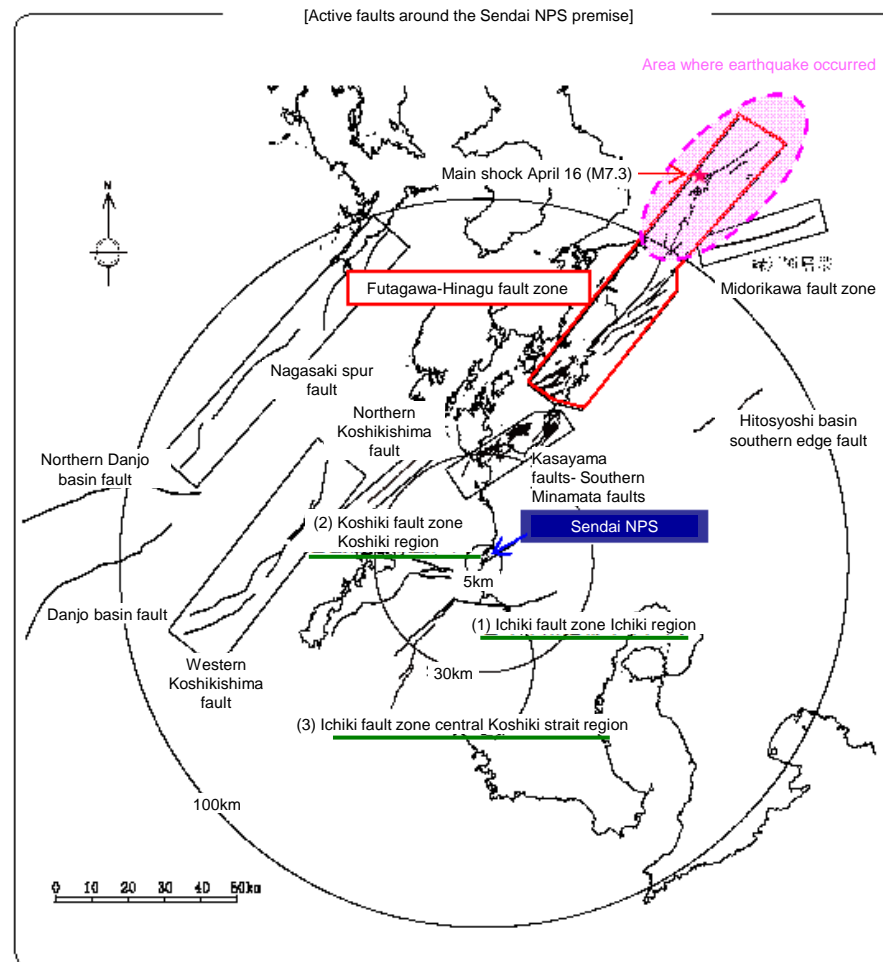 [Active faults around the Sendai NPS premise]
Area where earthquake occurred
Main shock April 16 (M7.3)
N
Futagawa-Hinagu fault zone
Midorikawa fault zone
Nagasaki spur
fault
Northern
Koshikishima
fault
Hitosyoshi basin
southern edge fault
Northern Danjo
basin fault
Kasayama
faults- Southern
Minamata faults
(2) Koshiki fault zone
Koshiki region
Sendai NPS
5km
Danjo basin fault
(1) Ichiki fault zone Ichiki region
Western
Koshikishima
fault
30km
(3) Ichiki fault zone central Koshiki strait region
100km
0 10 20 30 40 50km